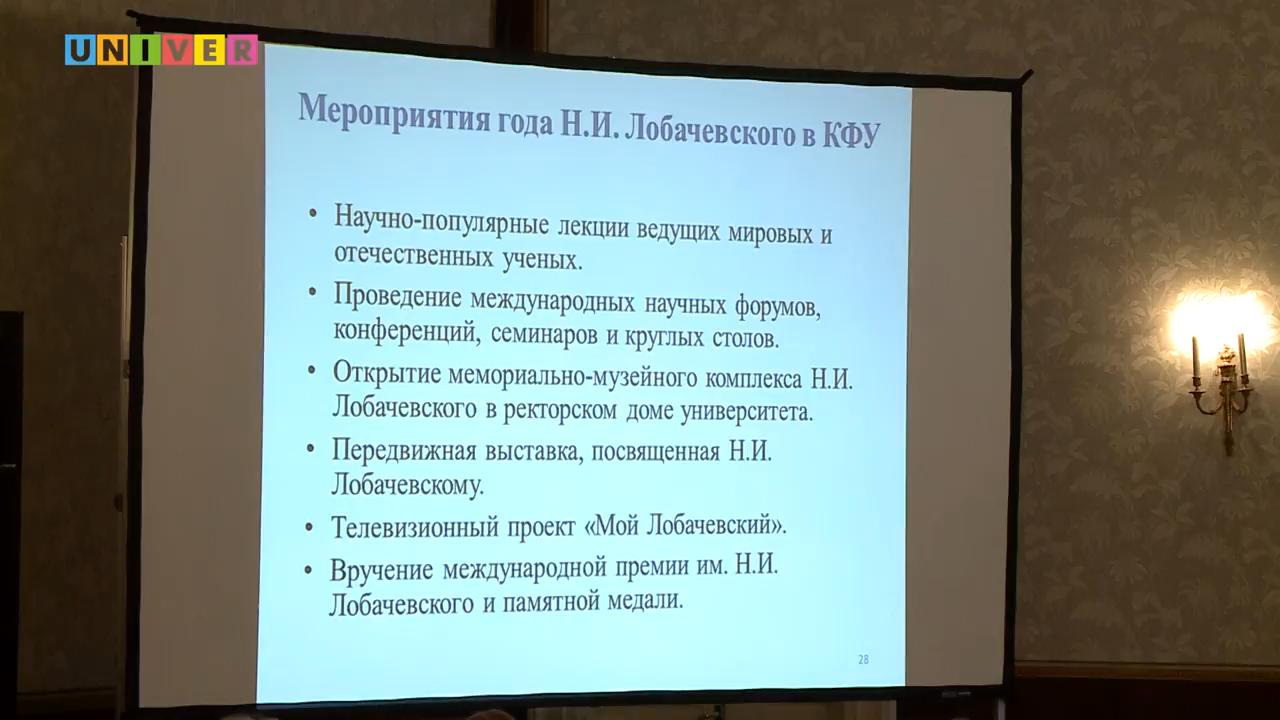 UNIVER
Мероприятия года Н.И. Лобачевского в КФУ
• Научно-популярные лекции ведущих мировых и
отечественных ученых.
• Проведение международных научных форумов,
конференций, семинаров и круглых столов.
• Открытие мемориально-музейного комплекса Н.И.
Лобачевского в ректорском доме университета.
• Передвижная выставка, посвященная Н.И.
Лобачевскому.
• Телевизионный проект «Мой Лобачевский».
• Вручение международной премии им. Н.И.
Лобачевского и памятной медали.
28